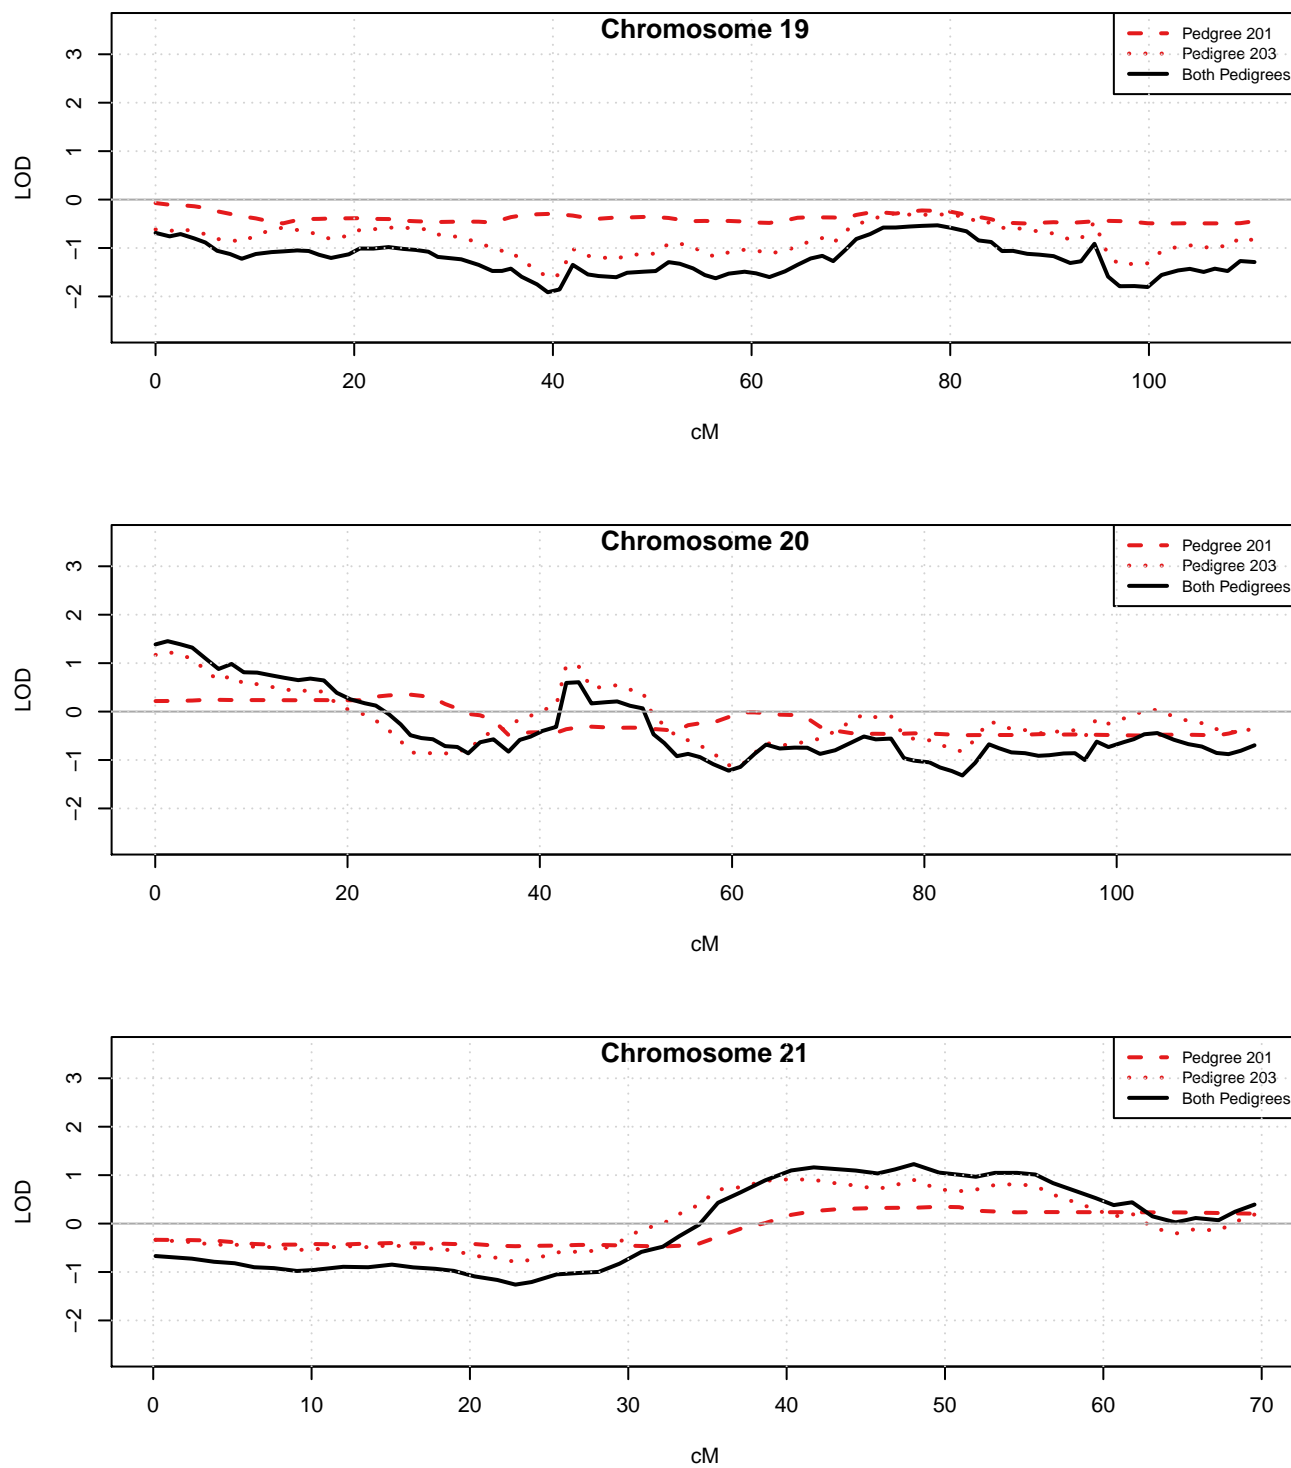 Chromosome 19
Pedgree 201
Pedigree 203
Both Pedigrees
LOD
3
2
1
0
−1
−2
0 20 40 60 80 100
cM
Chromosome 20
Pedgree 201
Pedigree 203
Both Pedigrees
LOD
3
2
1
0
−1
−2
0 20 40 60 80 100
cM
Chromosome 21
Pedgree 201
Pedigree 203
Both Pedigrees
LOD
3
2
1
0
−1
−2
0 10 20 30 40 50 60 70
cM